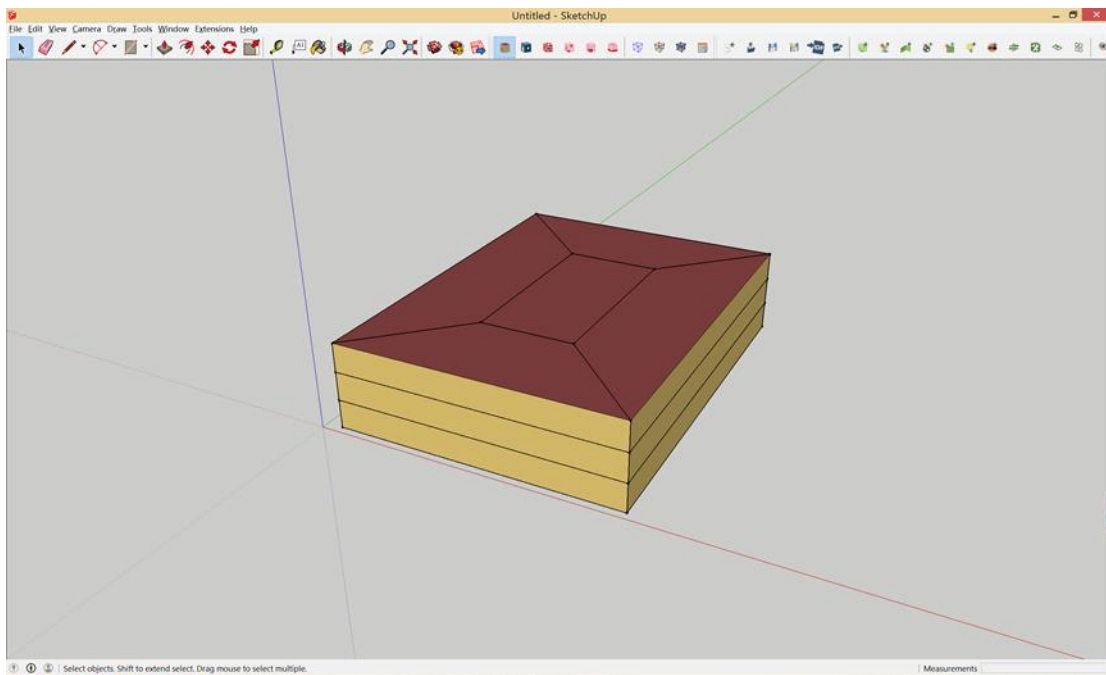 Untitled - SketchUp
File Edit View Camera Draw Tools Window Extensions Help
Select objects. Shift to extend select. Drag mouse to select multiple.
Measurements